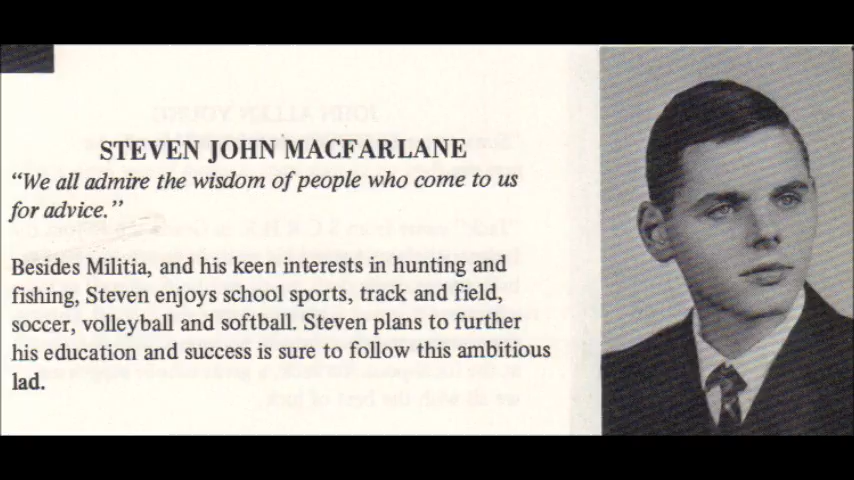 STEVEN JOHN MACFARLANE
“We all admire the wisdom of people who come to us
for advice.”
Besides Militia, and his keen interests in hunting and
fishing, Steven enjoys school sports, track and field,
soccer, volleyball and softball. Steven plans to further
his education and success is sure to follow this ambitious
lad.